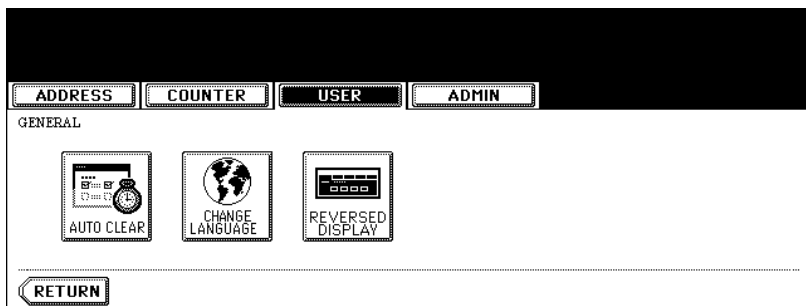 ADDRESS COUNTER USER ADMIN
GENERAL
AUTO CLEAR
CHANGE
LANGUAGE
REVERSED
DISPLAY
RETURN